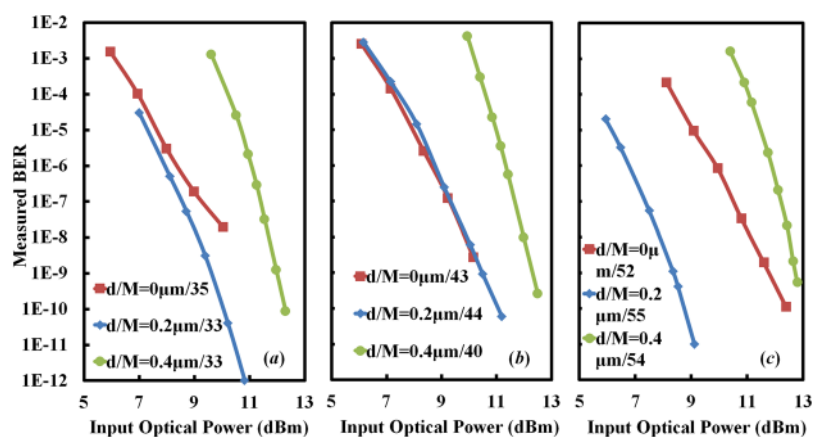 Measured BER
1E-2
1E-3
1E-4
1E-5
1E-6
1E-7
1E-8
1E-9
1E-10
1E-11
1E-12
d/M=0μm/35
d/M=0.2μm/33
d/M=0.4μm/33
(a)
5 7 9 11 13
Input Optical Power (dBm)
d/M=0μm/43
d/M=0.2μm/44
d/M=0.4μm/40
(b)
5 7 9 11 13
Input Optical Power (dBm)
d/M=0μ
m/52
d/M=0.2
μm/55
d/M=0.4
μm/54
(c)
5 7 9 11 13
Input Optical Power (dBm)